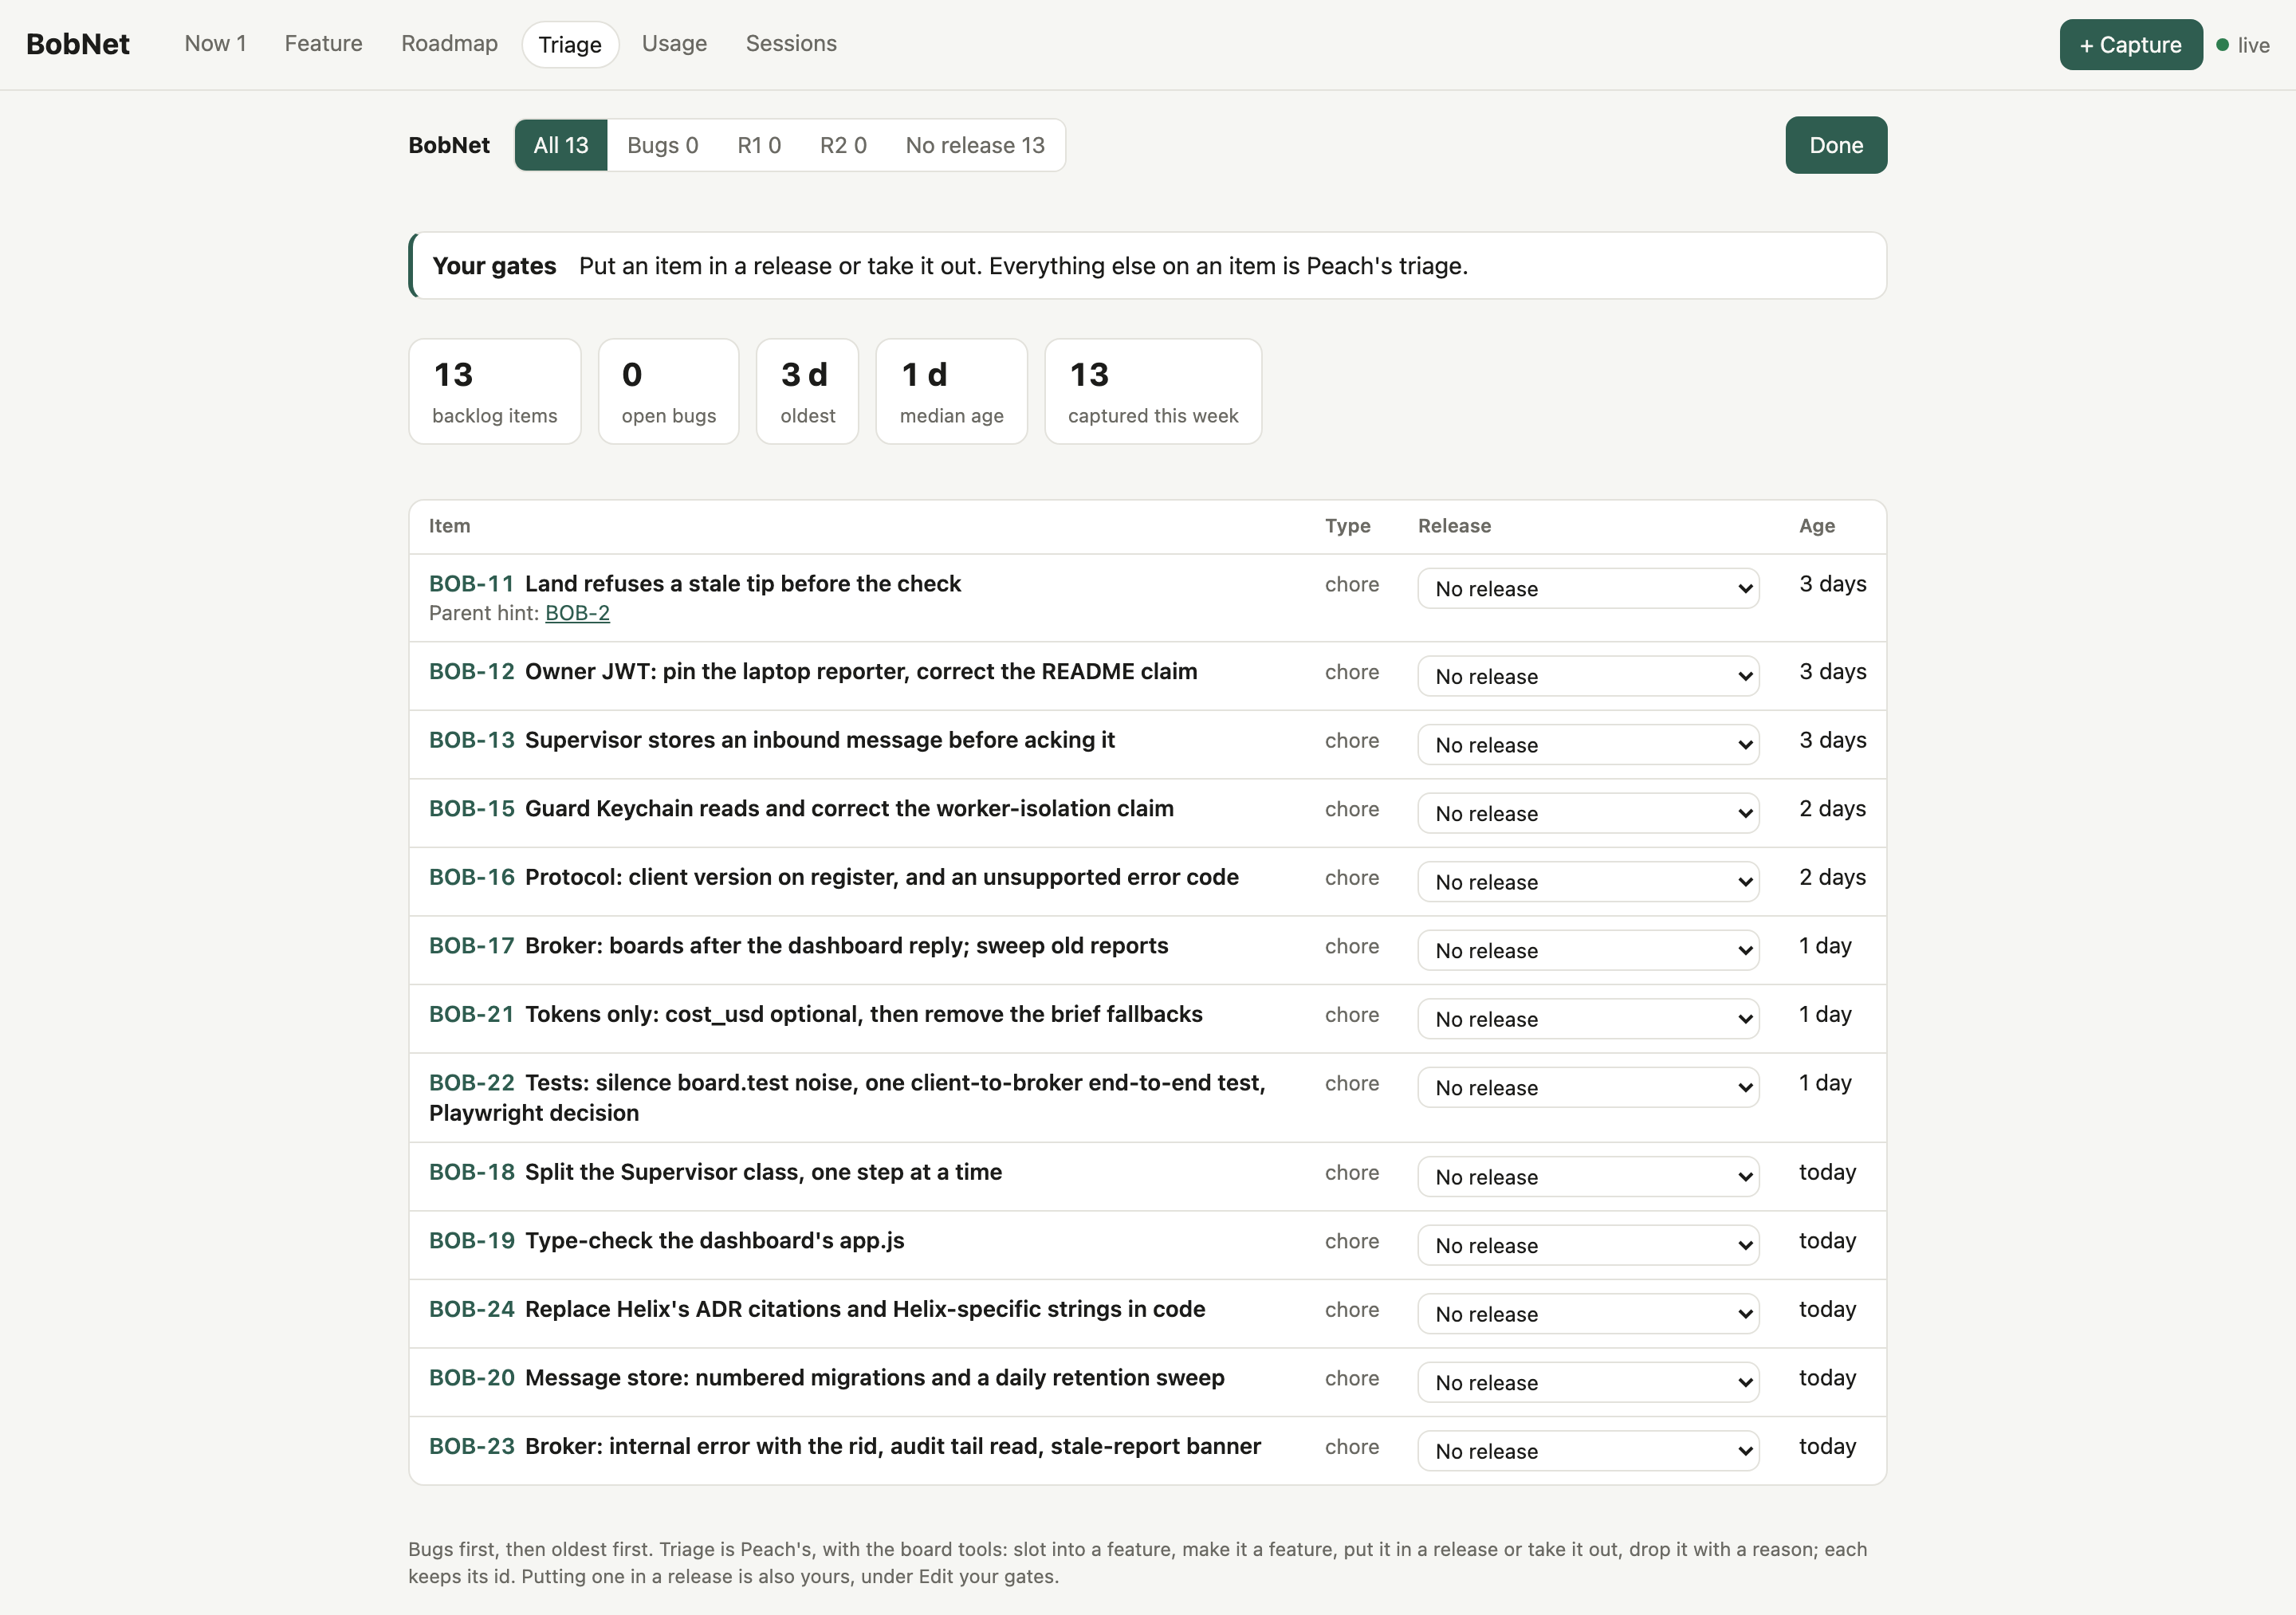 BobNet Now 1 Feature Roadmap Triage Usage Sessions + Capture live
BobNet All 13 Bugs 0 R1 0 R2 0 No release 13 Done
Your gates Put an item in a release or take it out. Everything else on an item is Peach's triage.
13 0 3 d 1 d 13
backlog items open bugs oldest median age captured this week
Item Type Release Age
BOB-11 Land refuses a stale tip before the check chore No release 3 days
Parent hint: BOB-2
BOB-12 Owner JWT: pin the laptop reporter, correct the README claim chore No release 3 days
BOB-13 Supervisor stores an inbound message before acking it chore No release 3 days
BOB-15 Guard Keychain reads and correct the worker-isolation claim chore No release 2 days
BOB-16 Protocol: client version on register, and an unsupported error code chore No release 2 days
BOB-17 Broker: boards after the dashboard reply; sweep old reports chore No release 1 day
BOB-21 Tokens only: cost_usd optional, then remove the brief fallbacks chore No release 1 day
BOB-22 Tests: silence board.test noise, one client-to-broker end-to-end test, chore No release 1 day
Playwright decision
BOB-18 Split the Supervisor class, one step at a time chore No release today
BOB-19 Type-check the dashboard's app.js chore No release today
BOB-24 Replace Helix's ADR citations and Helix-specific strings in code chore No release today
BOB-20 Message store: numbered migrations and a daily retention sweep chore No release today
BOB-23 Broker: internal error with the rid, audit tail read, stale-report banner chore No release today
Bugs first, then oldest first. Triage is Peach's, with the board tools: slot into a feature, make it a feature, put it in a release or take it out, drop it with a reason; each
keeps its id. Putting one in a release is also yours, under Edit your gates.